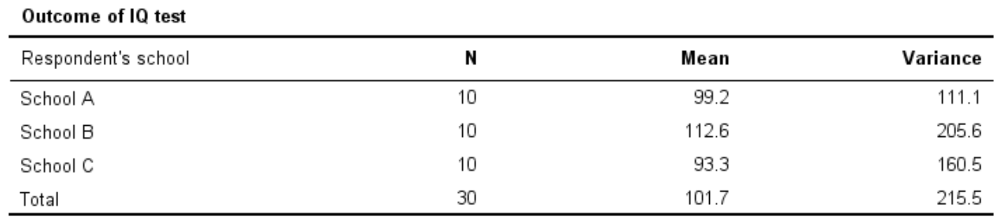 Outcome of IQ test
Respondent's school N Mean Variance
School A 10 99.2 111.1
School B 10 112.6 205.6
School C 10 93.3 160.5
Total 30 101.7 215.5